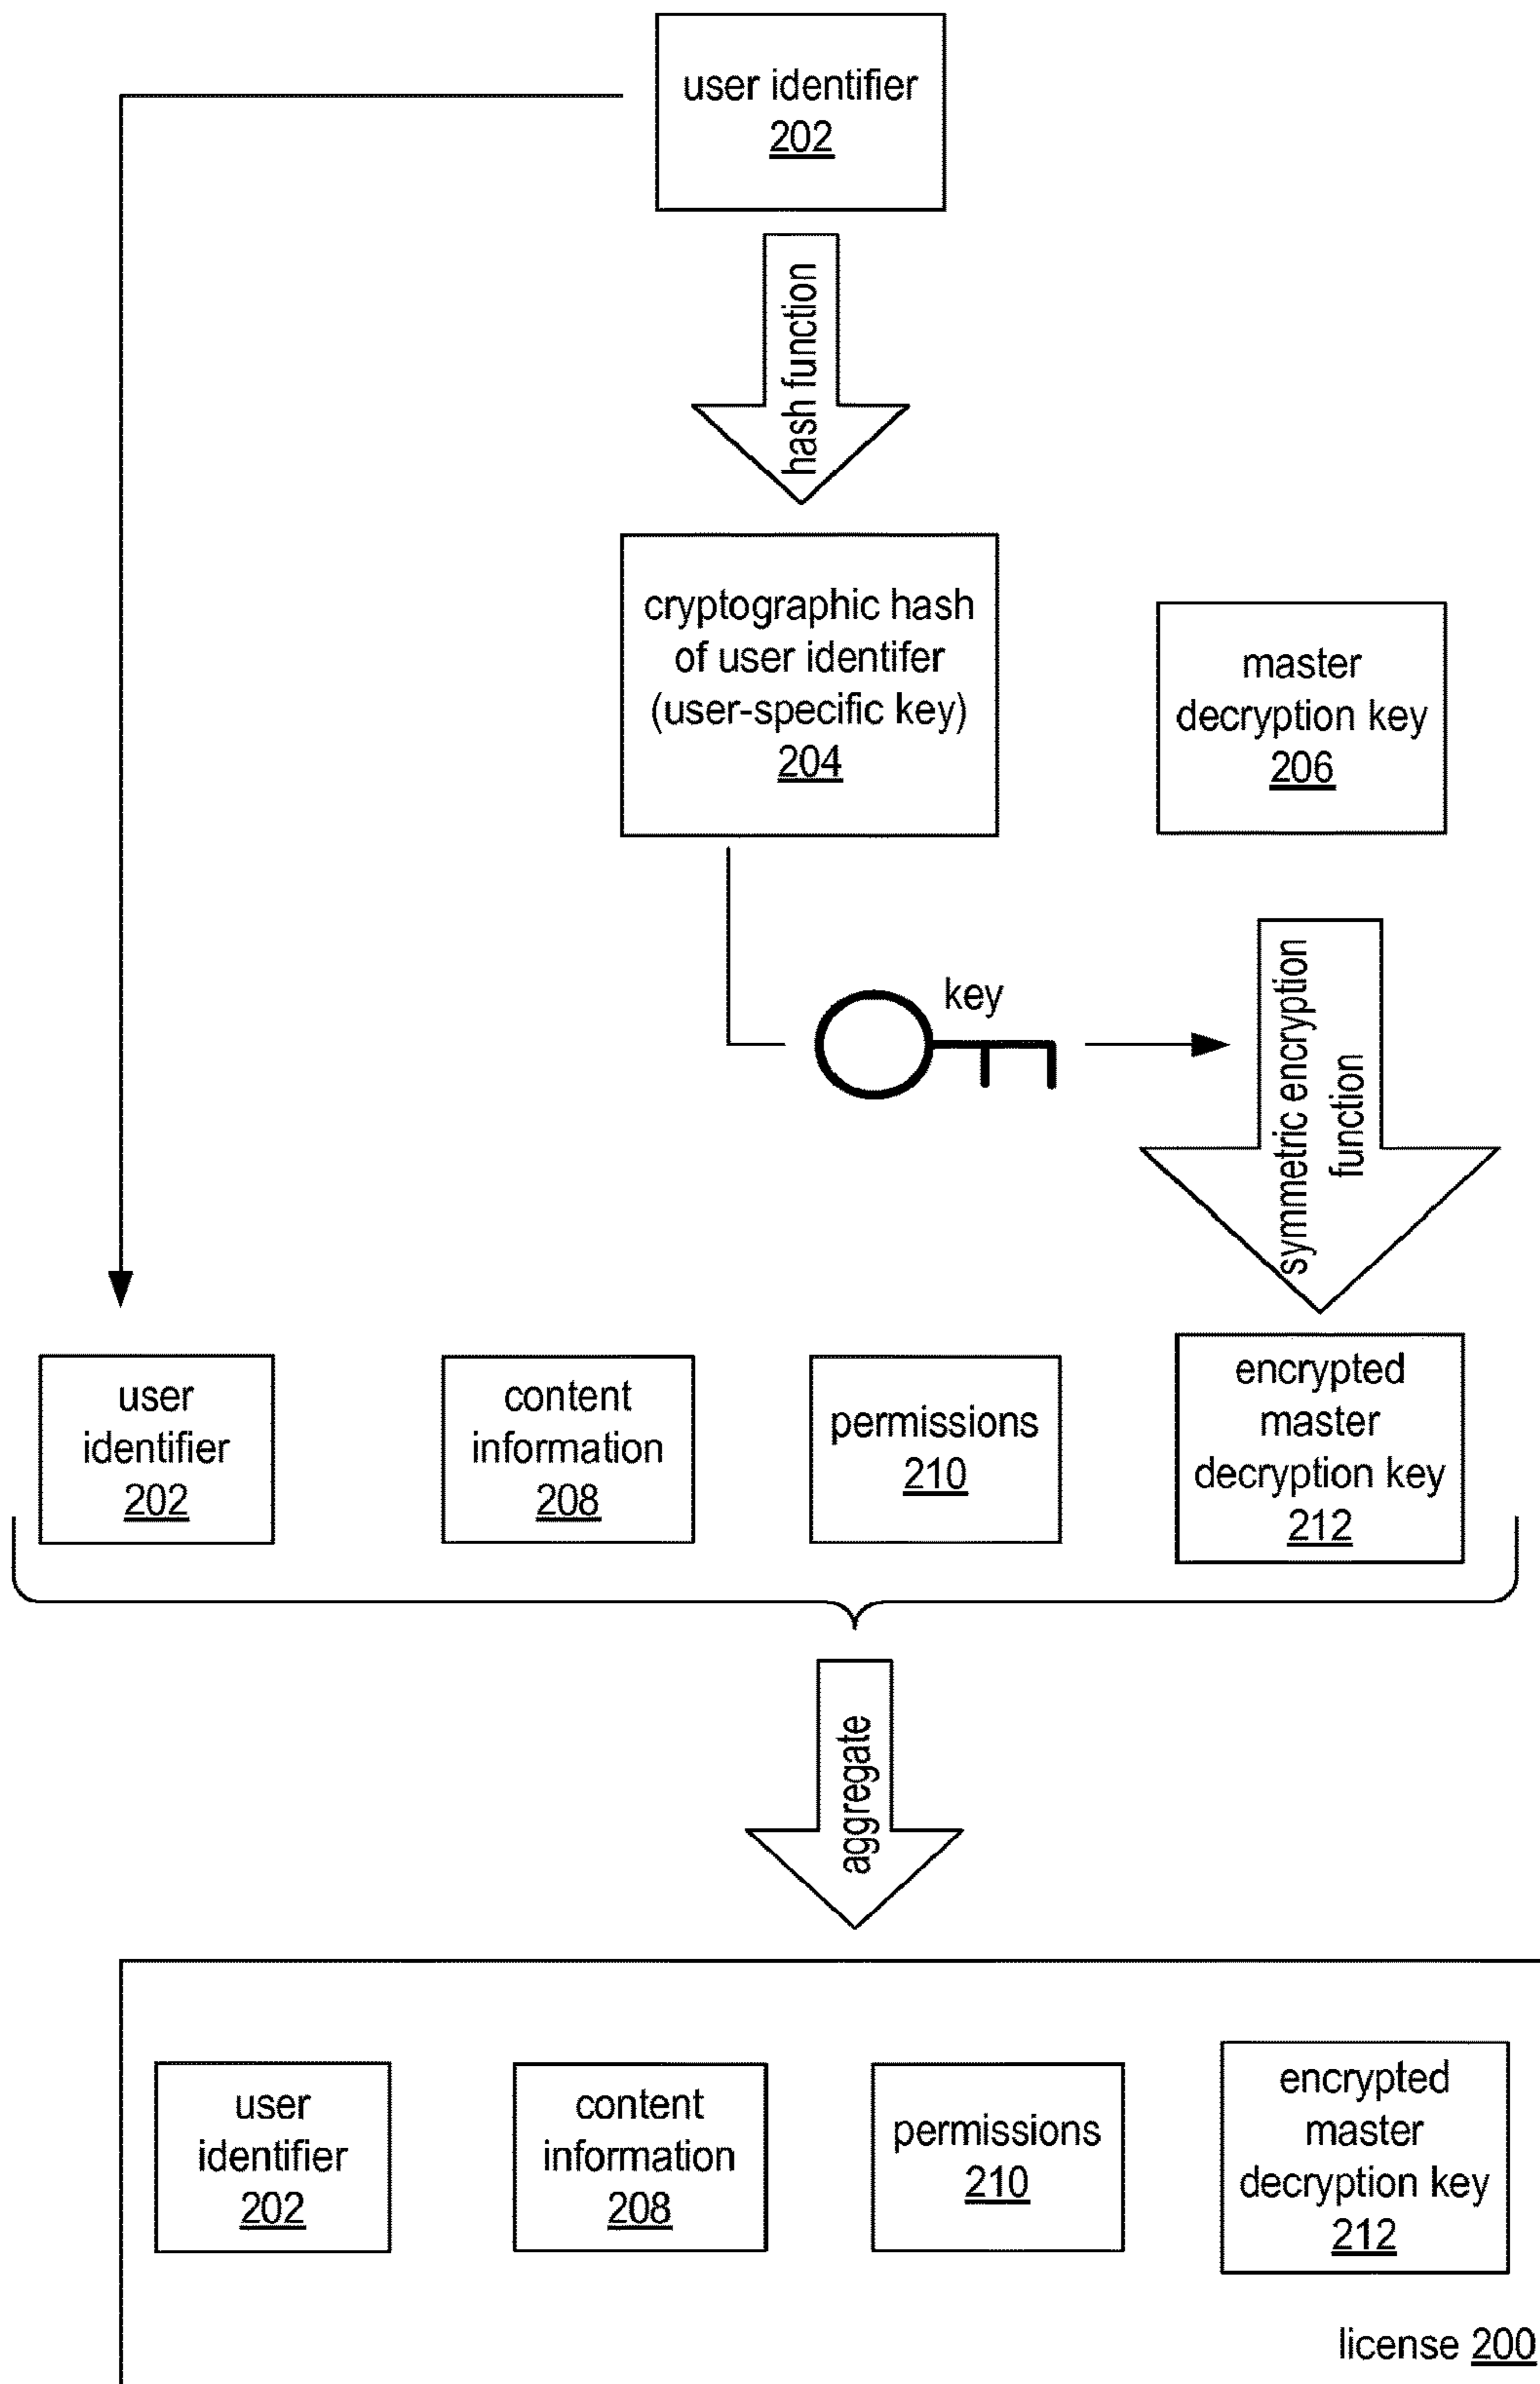 user identifier
202
hash function
cryptographic hash
of user identifer
(user-specific key)
204
master
decryption key
206
key
symmetric encryption
function
user
identifier
202
content
information
208
permissions
210
encrypted
master
decryption key
212
aggregate
user
identifier
202
content
information
208
permissions
210
encrypted
master
decryption key
212
license 200